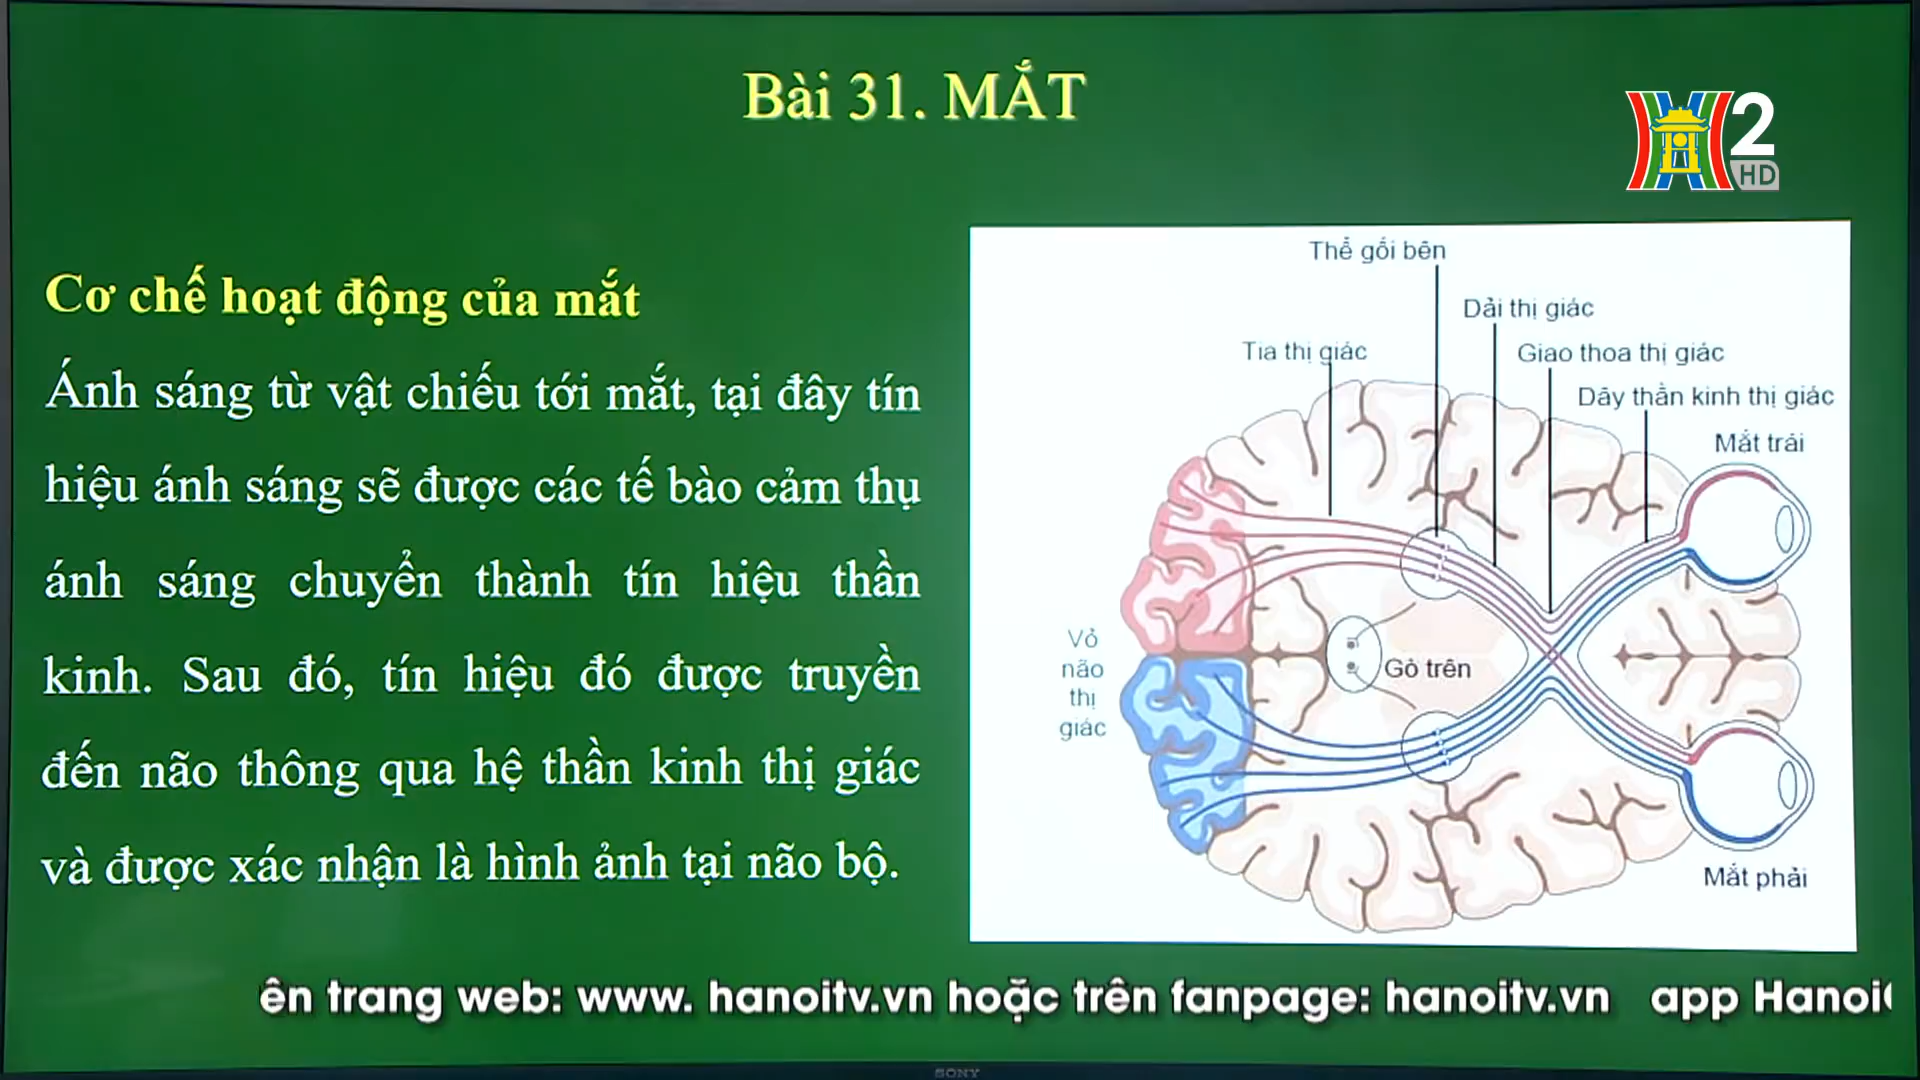 Bài 31. MẮT
2
HD
Cơ chế hoạt động của mắt
Ánh sáng từ vật chiếu tới mắt, tại đây tín
hiệu ánh sáng sẽ được các tế bào cảm thụ
ánh sáng chuyển thành tín hiệu thần
kinh. Sau đó, tín hiệu đó được truyền
đến não thông qua hệ thần kinh thị giác
và được xác nhận là hình ảnh tại não bộ.
Thể gối bên
Dải thị giác
Tia thị giác
Giao thoa thị giác
Dây thần kinh thị giác
Mắt trái
Vỏ
não
thị
giác
Gò trên
Mắt phải
ên trang web: www. hanoitv.vn hoặc trên fanpage: hanoitv.vn app Hanoi
SONY